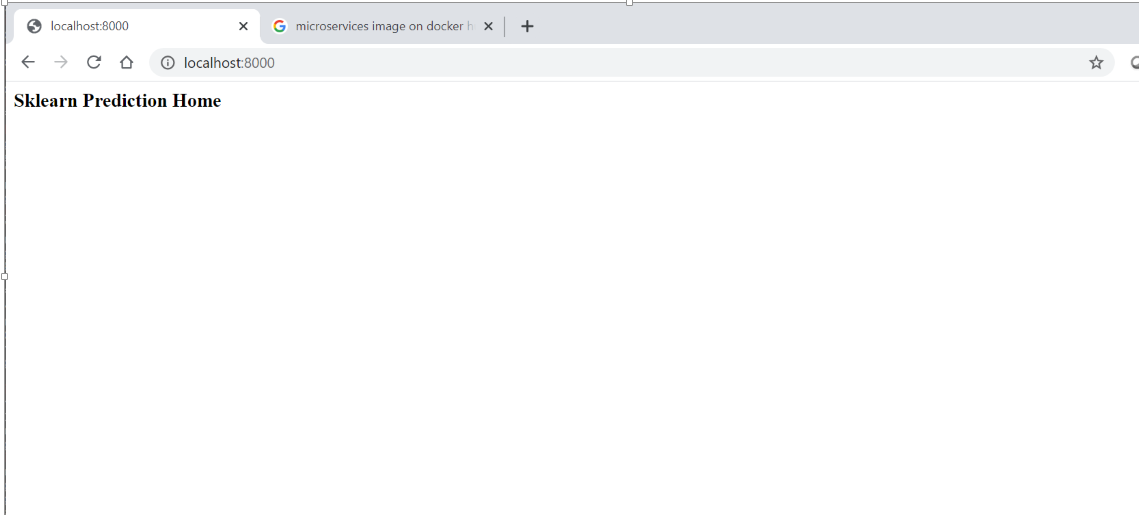 localhost:8000
microservices image on docker h
localhost:8000
Sklearn Prediction Home